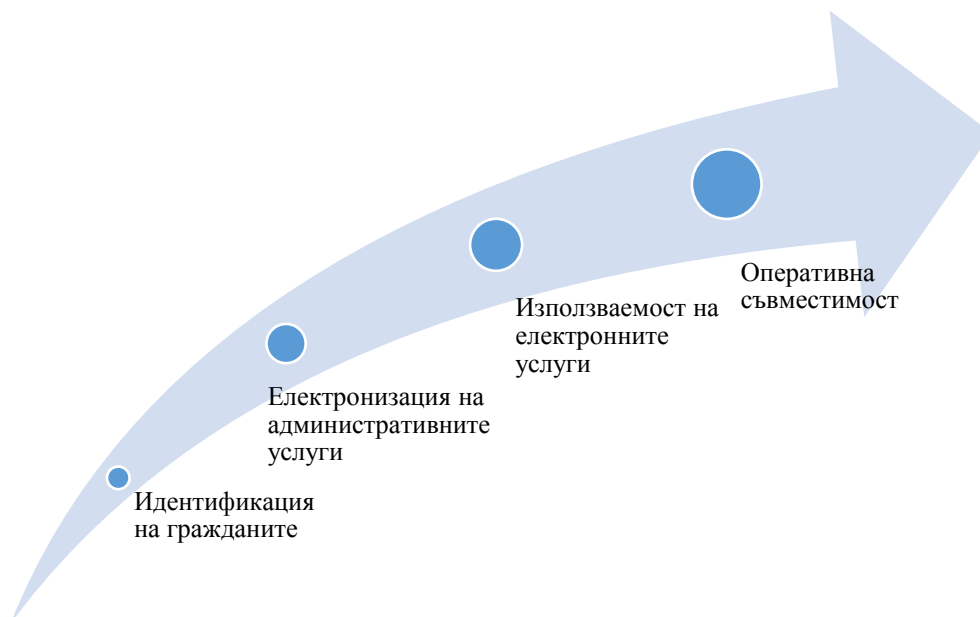 Оперативна
съвместимост
Използваемост на
електронните
услуги
Електронизация на
административните
услуги
Идентификация
на гражданите